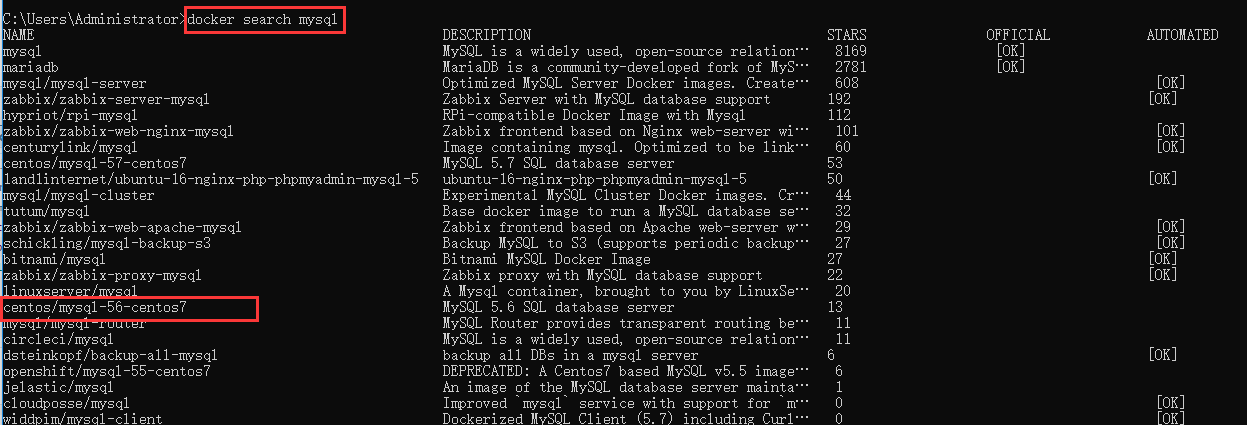 C:\Users\Administrator>docker search mysql
NAME DESCRIPTION STARS OFFICIAL AUTOMATED
mysql MySQL is a widely used, open-source relation… 8169 [OK]
mariadb MariaDB is a community-developed fork of MyS… 2781 [OK]
mysql/mysql-server Optimized MySQL Server Docker images. Create… 608 [OK]
zabbix/zabbix-server-mysql Zabbix Server with MySQL database support 192 [OK]
hypriot/rpi-mysql RPi-compatible Docker Image with Mysql 112
zabbix/zabbix-web-nginx-mysql Zabbix frontend based on Nginx web-server wi… 101 [OK]
centurylink/mysql Image containing mysql. Optimized to be link… 60 [OK]
centos/mysql-57-centos7 MySQL 5.7 SQL database server 53
landlinternet/ubuntu-16-nginx-php-phpmyadmin-mysql-5 ubuntu-16-nginx-php-phpmyadmin-mysql-5 50 [OK]
mysql/mysql-cluster Experimental MySQL Cluster Docker images. Cr… 44
tutum/mysql Base docker image to run a MySQL database se… 32
zabbix/zabbix-web-apache-mysql Zabbix frontend based on Apache web-server w… 29 [OK]
schickling/mysql-backup-s3 Backup MySQL to S3 (supports periodic backup… 27 [OK]
bitnami/mysql Bitnami MySQL Docker Image 27 [OK]
zabbix/zabbix-proxy-mysql Zabbix proxy with MySQL database support 22 [OK]
linuxserver/mysql A Mysql container, brought to you by LinuxSe… 20
centos/mysql-56-centos7 MySQL 5.6 SQL database server 13
mysql/mysql-router MySQL Router provides transparent routing be… 11
circleci/mysql MySQL is a widely used, open-source relation… 11
dsteinkopf/backup-all-mysql backup all DBs in a mysql server 6 [OK]
openshift/mysql-55-centos7 DEPRECATED: A Centos7 based MySQL v5.5 image… 6
jelastic/mysql An image of the MySQL database server mainta… 1
cloudposse/mysql Improved `mysql` service with support for `m… 0 [OK]
widdpim/mysql-client Dockerized MySQL Client (5.7) including Curl… 0 [OK]